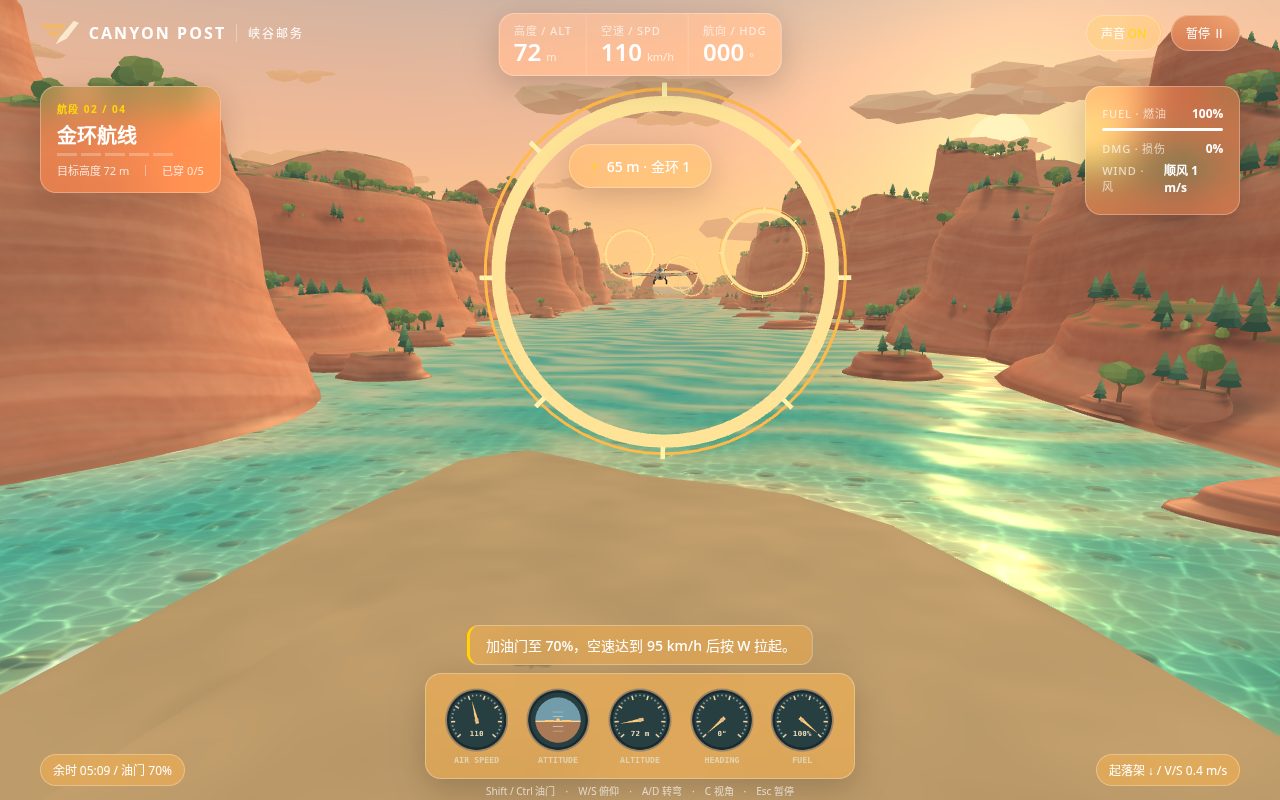 CANYON POST 峡谷邮务
高度 / ALT 空速 / SPD 航向 / HDG
72 m 110 km/h 000 °
声音 ON 暂停 II
航段 02 / 04
金环航线
目标高度 72 m 已穿 0/5
FUEL · 燃油 100%
DMG · 损伤 0%
WIND · 风 顺风 1 m/s
65 m · 金环 1
加油门至 70%，空速达到 95 km/h 后按 W 拉起。
110 72 m 0° 100%
AIR SPEED ATTITUDE ALTITUDE HEADING FUEL
余时 05:09 / 油门 70%
起落架 ↓ / V/S 0.4 m/s
Shift / Ctrl 油门 · W/S 俯仰 · A/D 转弯 · C 视角 · Esc 暂停